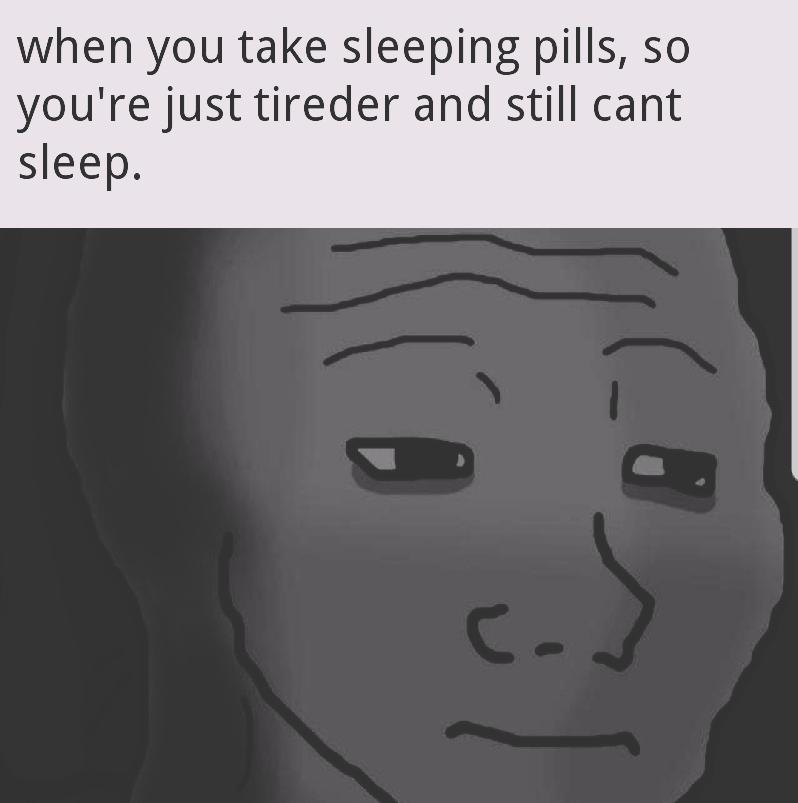 when you take sleeping pills, so
you're just tireder and still cant
sleep.